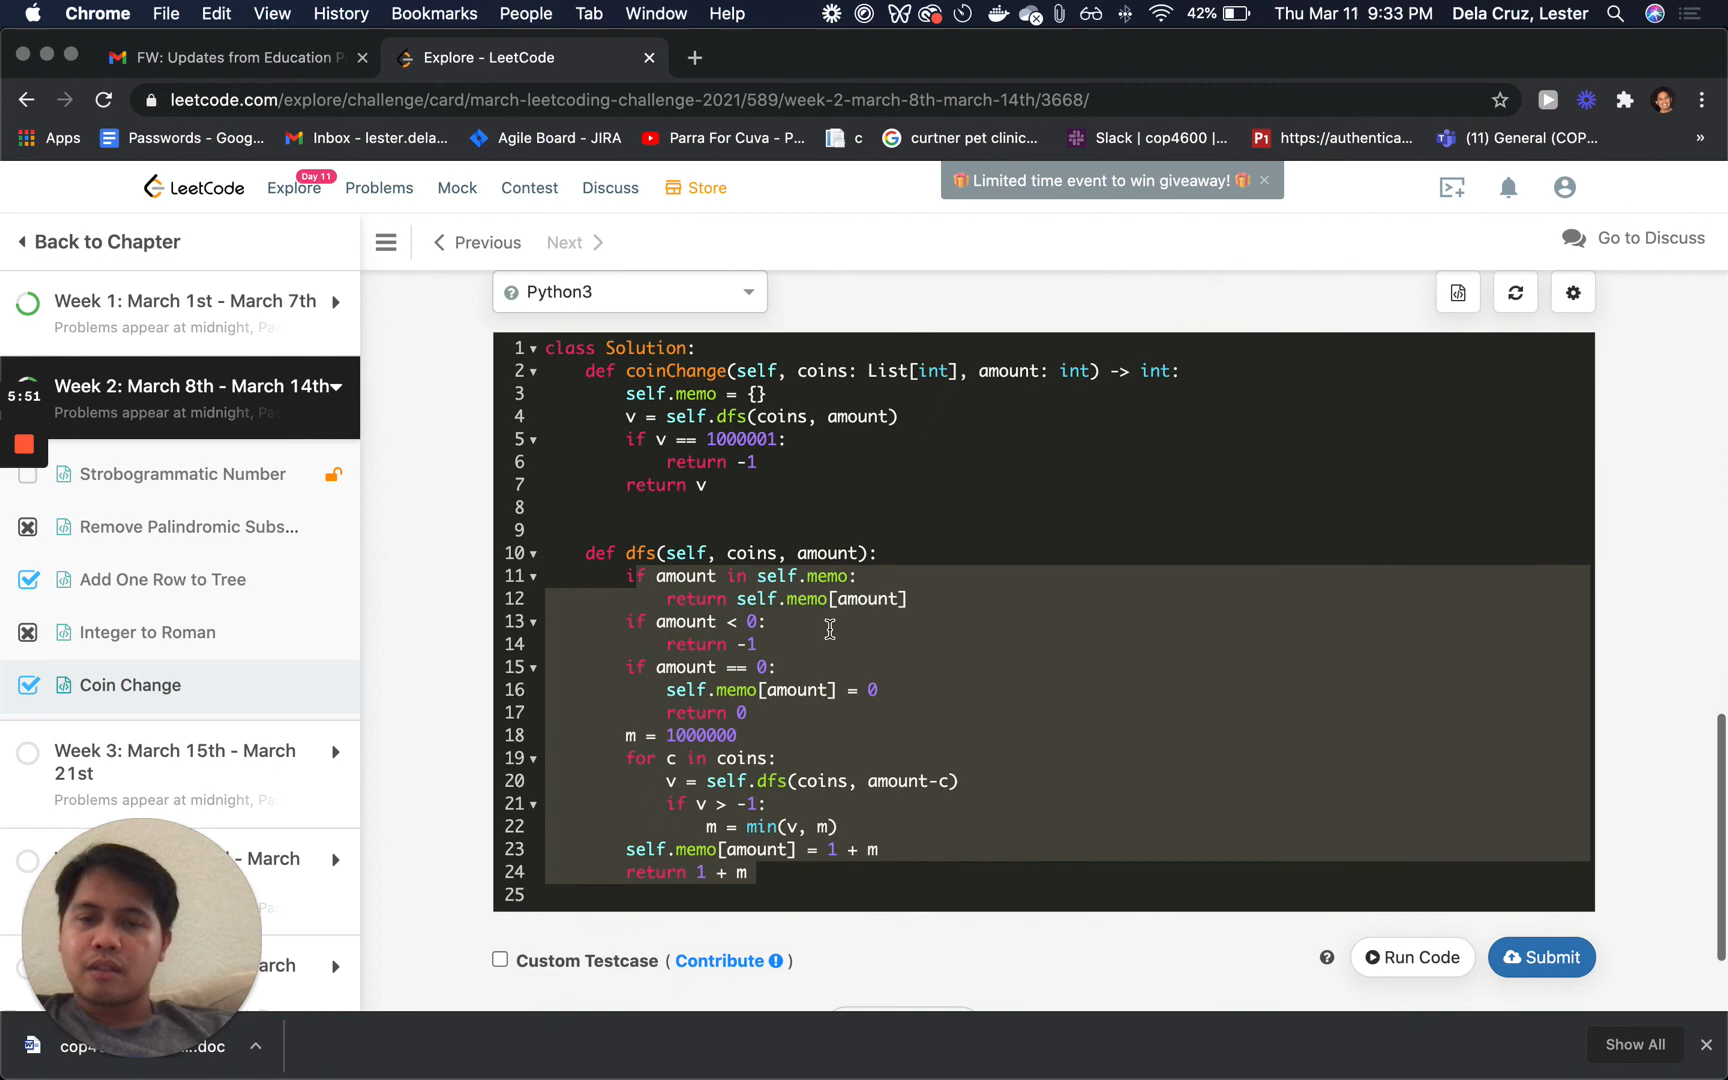 Chrome File Edit View History Bookmarks People Tab Window Help 42% Thu Mar 11 9:33 PM Dela Cruz, Lester
FW: Updates from Education P
Explore - LeetCode
leetcode.com/explore/challenge/card/march-leetcoding-challenge-2021/589/week-2-march-8th-march-14th/3668/
Apps Passwords - Goog... Inbox - lester.dela... Agile Board - JIRA Parra For Cuva - P... c curtner pet clinic... Slack | cop4600 |... https://authentica... (11) General (COP... »
LeetCode Explore Day 11 Problems Mock Contest Discuss Store
Limited time event to win giveaway!
Back to Chapter
Previous Next
Go to Discuss
Week 1: March 1st - March 7th
Problems appear at midnight, Pac
Week 2: March 8th - March 14th
Problems appear at midnight, Pac
5:51
Strobogrammatic Number
Remove Palindromic Subs...
Add One Row to Tree
Integer to Roman
Coin Change
Week 3: March 15th - March
21st
Problems appear at midnight, Pac
- March
arch
Python3
1 class Solution:
2 def coinChange(self, coins: List[int], amount: int) -> int:
3 self.memo = {}
4 v = self.dfs(coins, amount)
5 if v == 1000001:
6 return -1
7 return v
8
9
10 def dfs(self, coins, amount):
11 if amount in self.memo:
12 return self.memo[amount]
13 if amount < 0:
14 return -1
15 if amount == 0:
16 self.memo[amount] = 0
17 return 0
18 m = 1000000
19 for c in coins:
20 v = self.dfs(coins, amount-c)
21 if v > -1:
22 m = min(v, m)
23 self.memo[amount] = 1 + m
24 return 1 + m
25
Custom Testcase ( Contribute )
Run Code
Submit
Show All